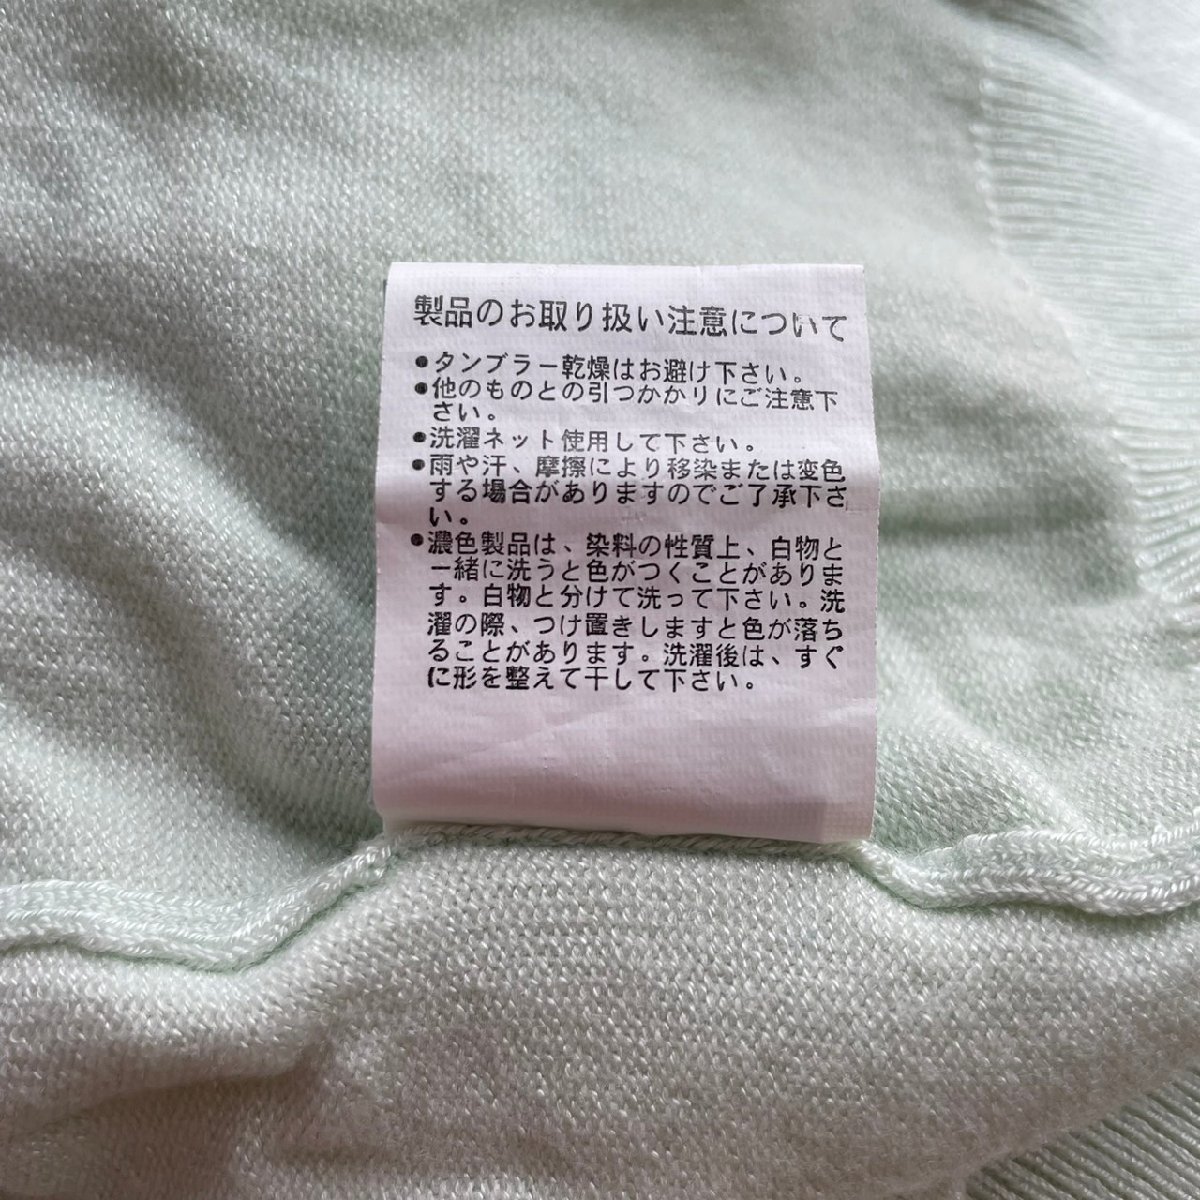 製品のお取り扱い注意について
●タンブラー乾燥はお避け下さい。
●他のものとの引つかかりにご注意下
さい。
●洗濯ネット使用して下さい。
●雨や汗、摩擦により移染または変色
する場合がありますのでご了承下さ
い。
●濃色製品は、染料の性質上、白物と
一緒に洗うと色がつくことがありま
す。白物と分けて洗って下さい。洗
濯の際、つけ置きしますと色が落ち
ることがあります。洗濯後は、すぐ
に形を整えて干して下さい。